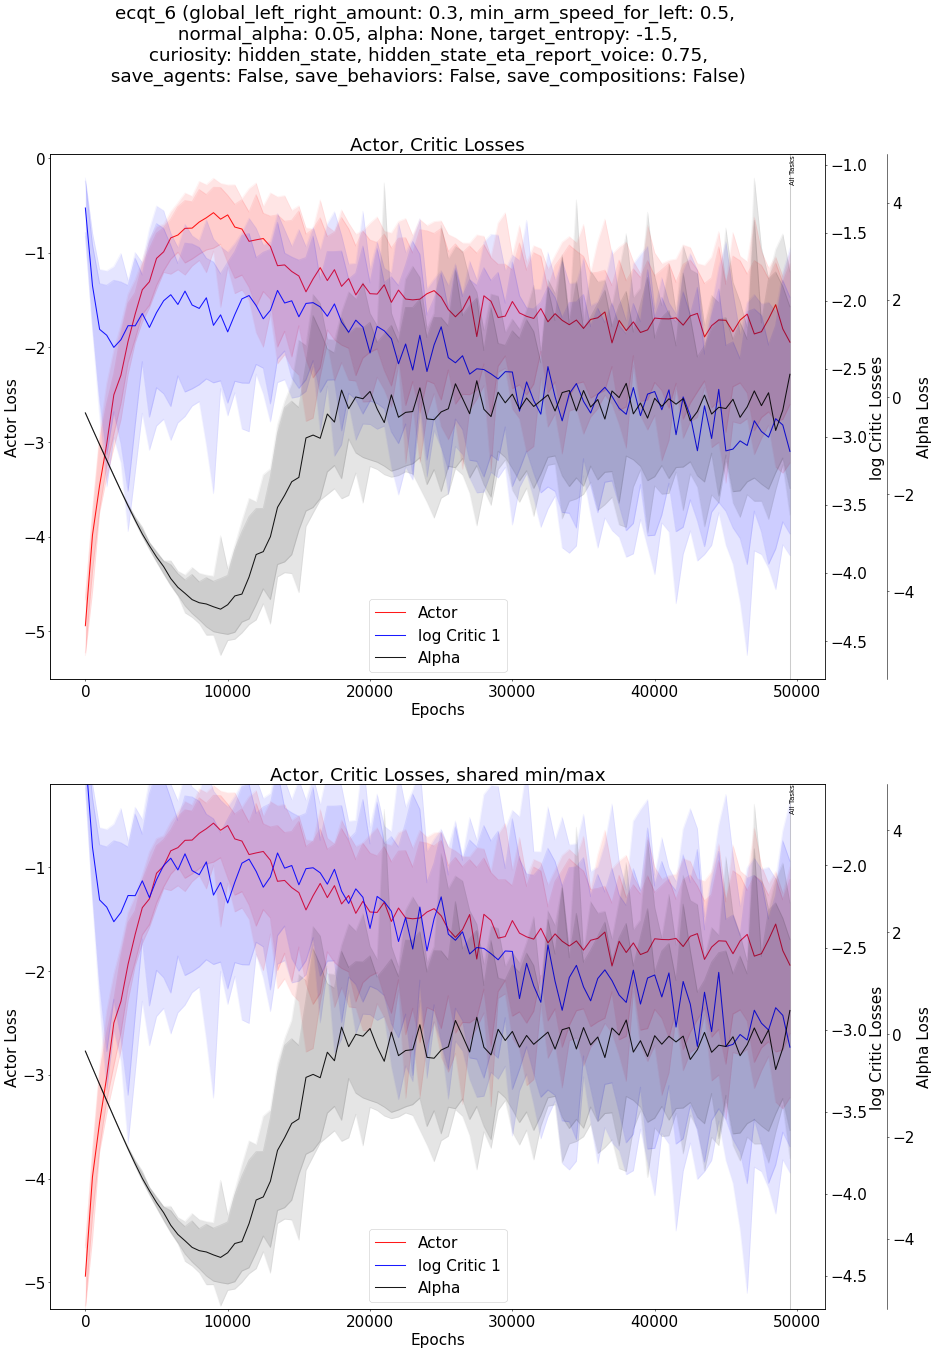 ecqt_6 (global_left_right_amount: 0.3, min_arm_speed_for_left: 0.5,
normal_alpha: 0.05, alpha: None, target_entropy: -1.5,
curiosity: hidden_state, hidden_state_eta_report_voice: 0.75,
save_agents: False, save_behaviors: False, save_compositions: False)
Actor, Critic Losses
All Tasks
0
−1
−2
−3
−4
−5
Actor Loss
−1.0
−1.5
−2.0
−2.5
−3.0
−3.5
−4.0
−4.5
log Critic Losses
4
2
0
−2
−4
Alpha Loss
Actor
log Critic 1
Alpha
0 10000 20000 30000 40000 50000
Epochs
Actor, Critic Losses, shared min/max
All Tasks
−1
−2
−3
−4
−5
Actor Loss
−2.0
−2.5
−3.0
−3.5
−4.0
−4.5
log Critic Losses
4
2
0
−2
−4
Alpha Loss
Actor
log Critic 1
Alpha
0 10000 20000 30000 40000 50000
Epochs